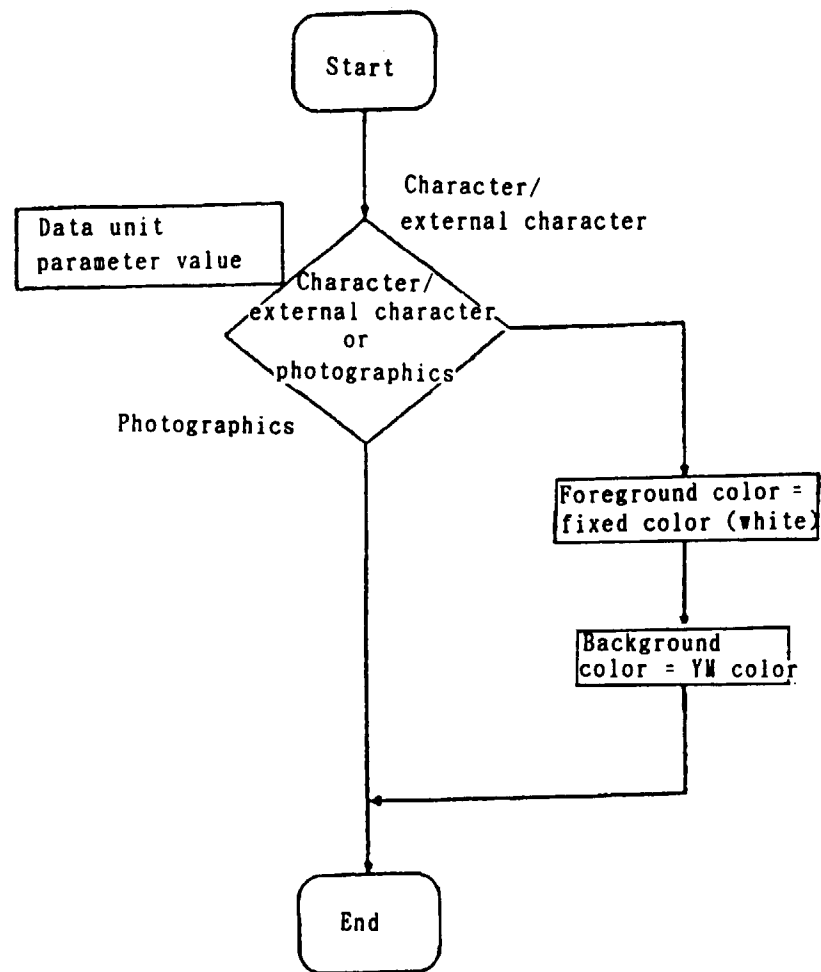 Start
Character/
external character
Data unit
parameter value
Character/
external character
or
photographics
Photographics
Foreground color =
fixed color (white)
Background
color = YM color
End